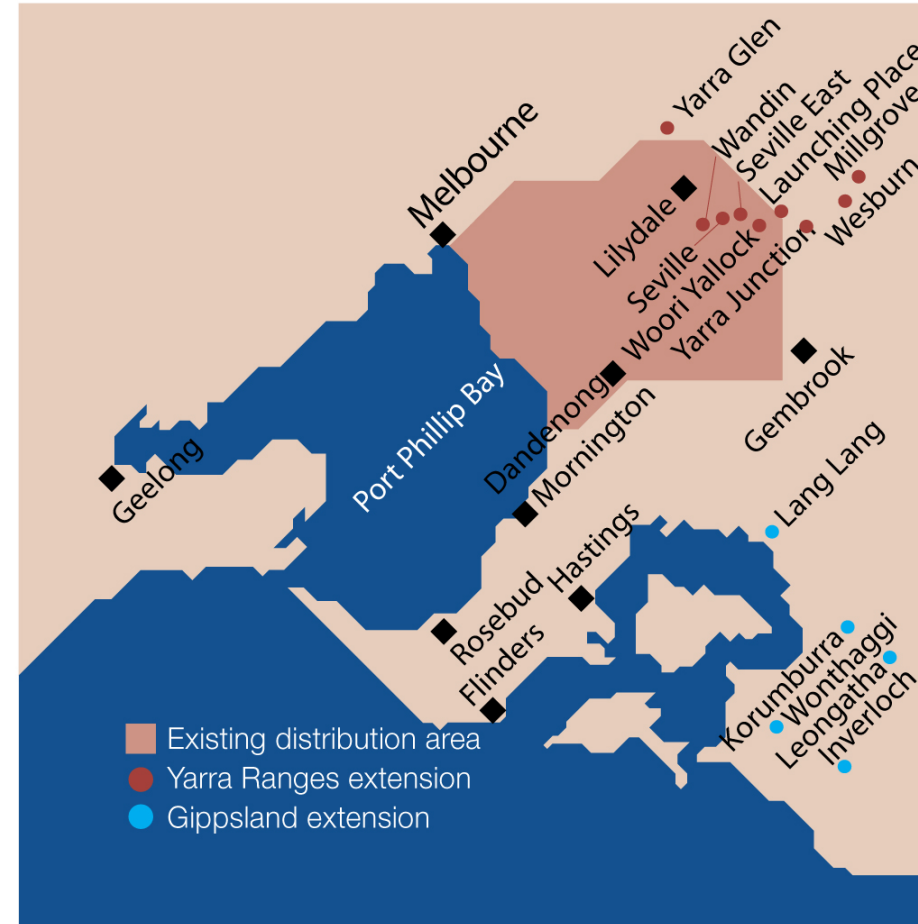 Yarra Glen
Wandin
Seville East
Launching Place
Millgrove
Melbourne
Lilydale
Seville
Woori Yallock
Yarra Junction
Wesburn
Port Phillip Bay
Dandenong
Gembrook
Geelong
Mornington
Lang Lang
Hastings
Rosebud
Flinders
Korumburra
Wonthaggi
Leongatha
Inverloch
Existing distribution area
Yarra Ranges extension
Gippsland extension